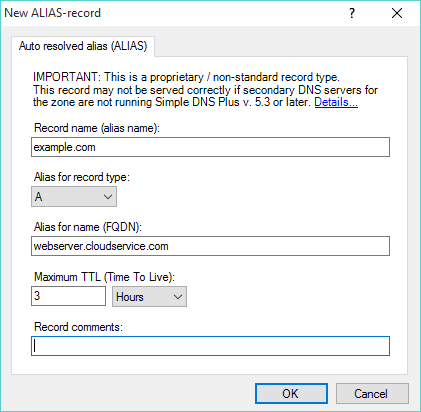 New ALIAS-record
Auto resolved alias (ALIAS)
IMPORTANT: This is a proprietary / non-standard record type.
This record may not be served correctly if secondary DNS servers for
the zone are not running Simple DNS Plus v. 5.3 or later. Details...
Record name (alias name):
example.com
Alias for record type:
A
Alias for name (FQDN):
webserver.cloudservice.com
Maximum TTL (Time To Live):
3 Hours
Record comments:
OK Cancel